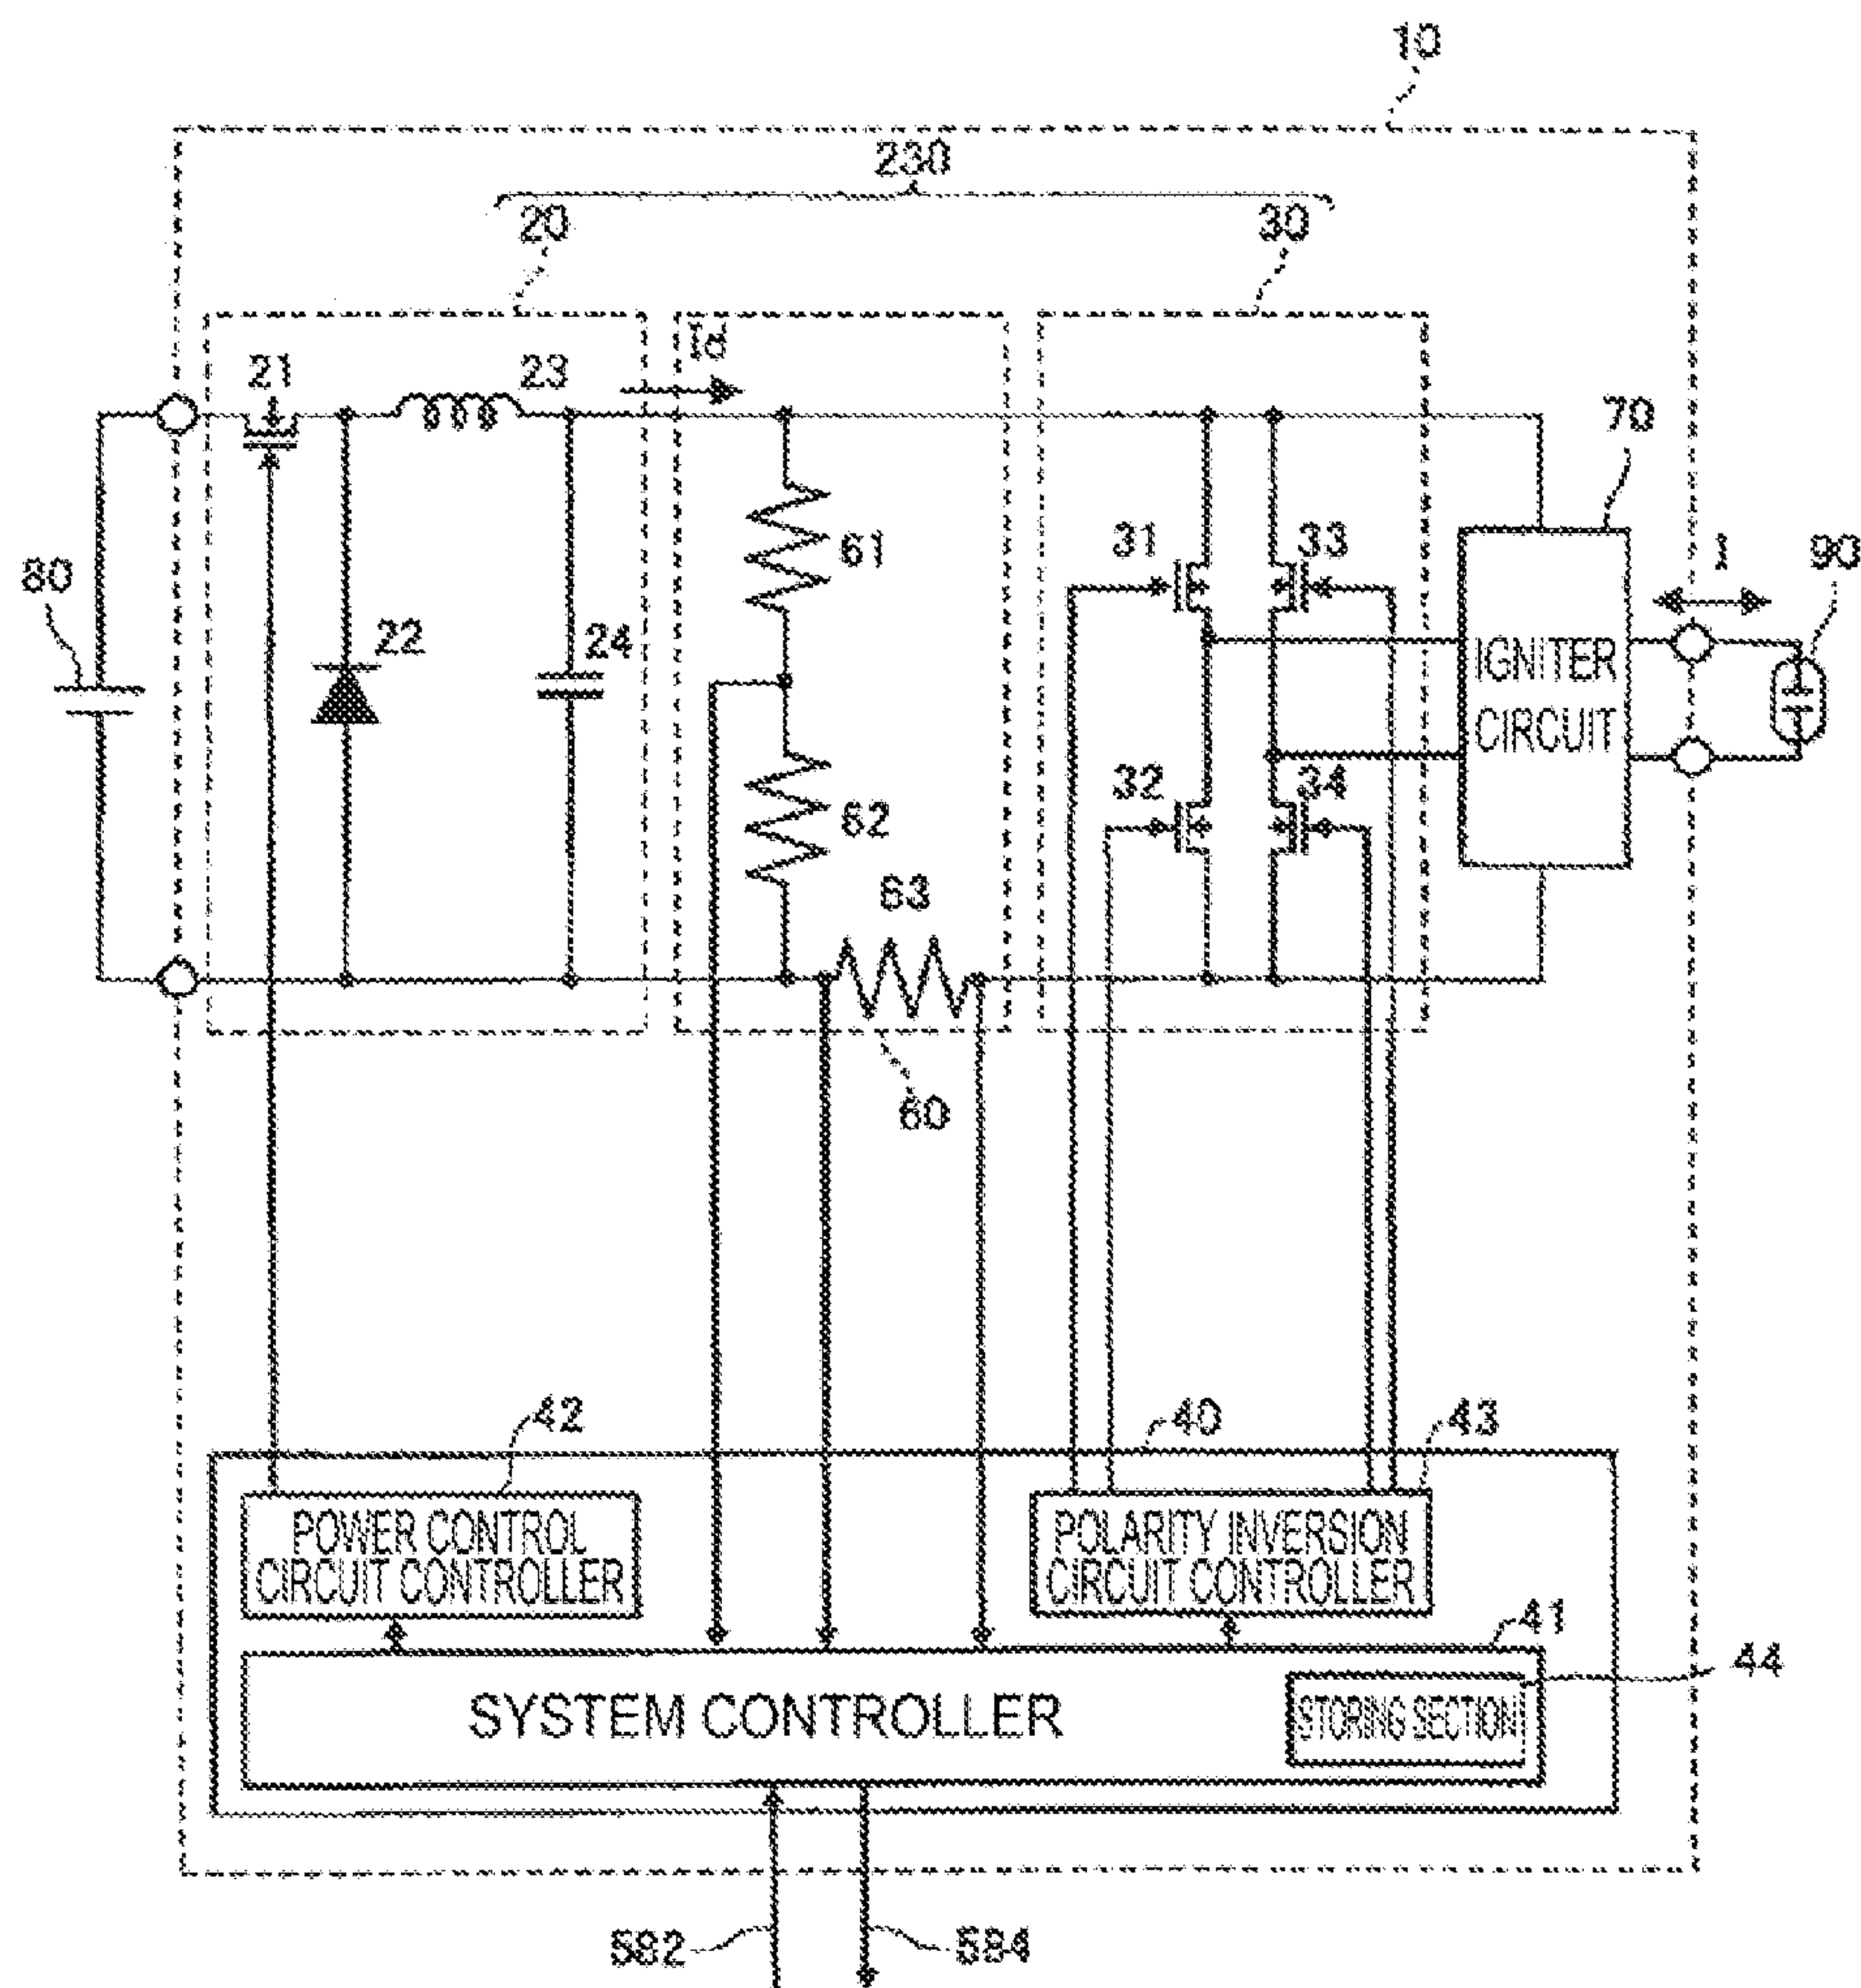 10
230
20
30
Id
21
23
70
31
33
I
90
61
80
22
24
IGNITER
CIRCUIT
32
34
62
63
60
42
40
43
POWER CONTROL
CIRCUIT CONTROLLER
POLARITY INVERSION
CIRCUIT CONTROLLER
41
44
SYSTEM CONTROLLER
STORING SECTION
582
584